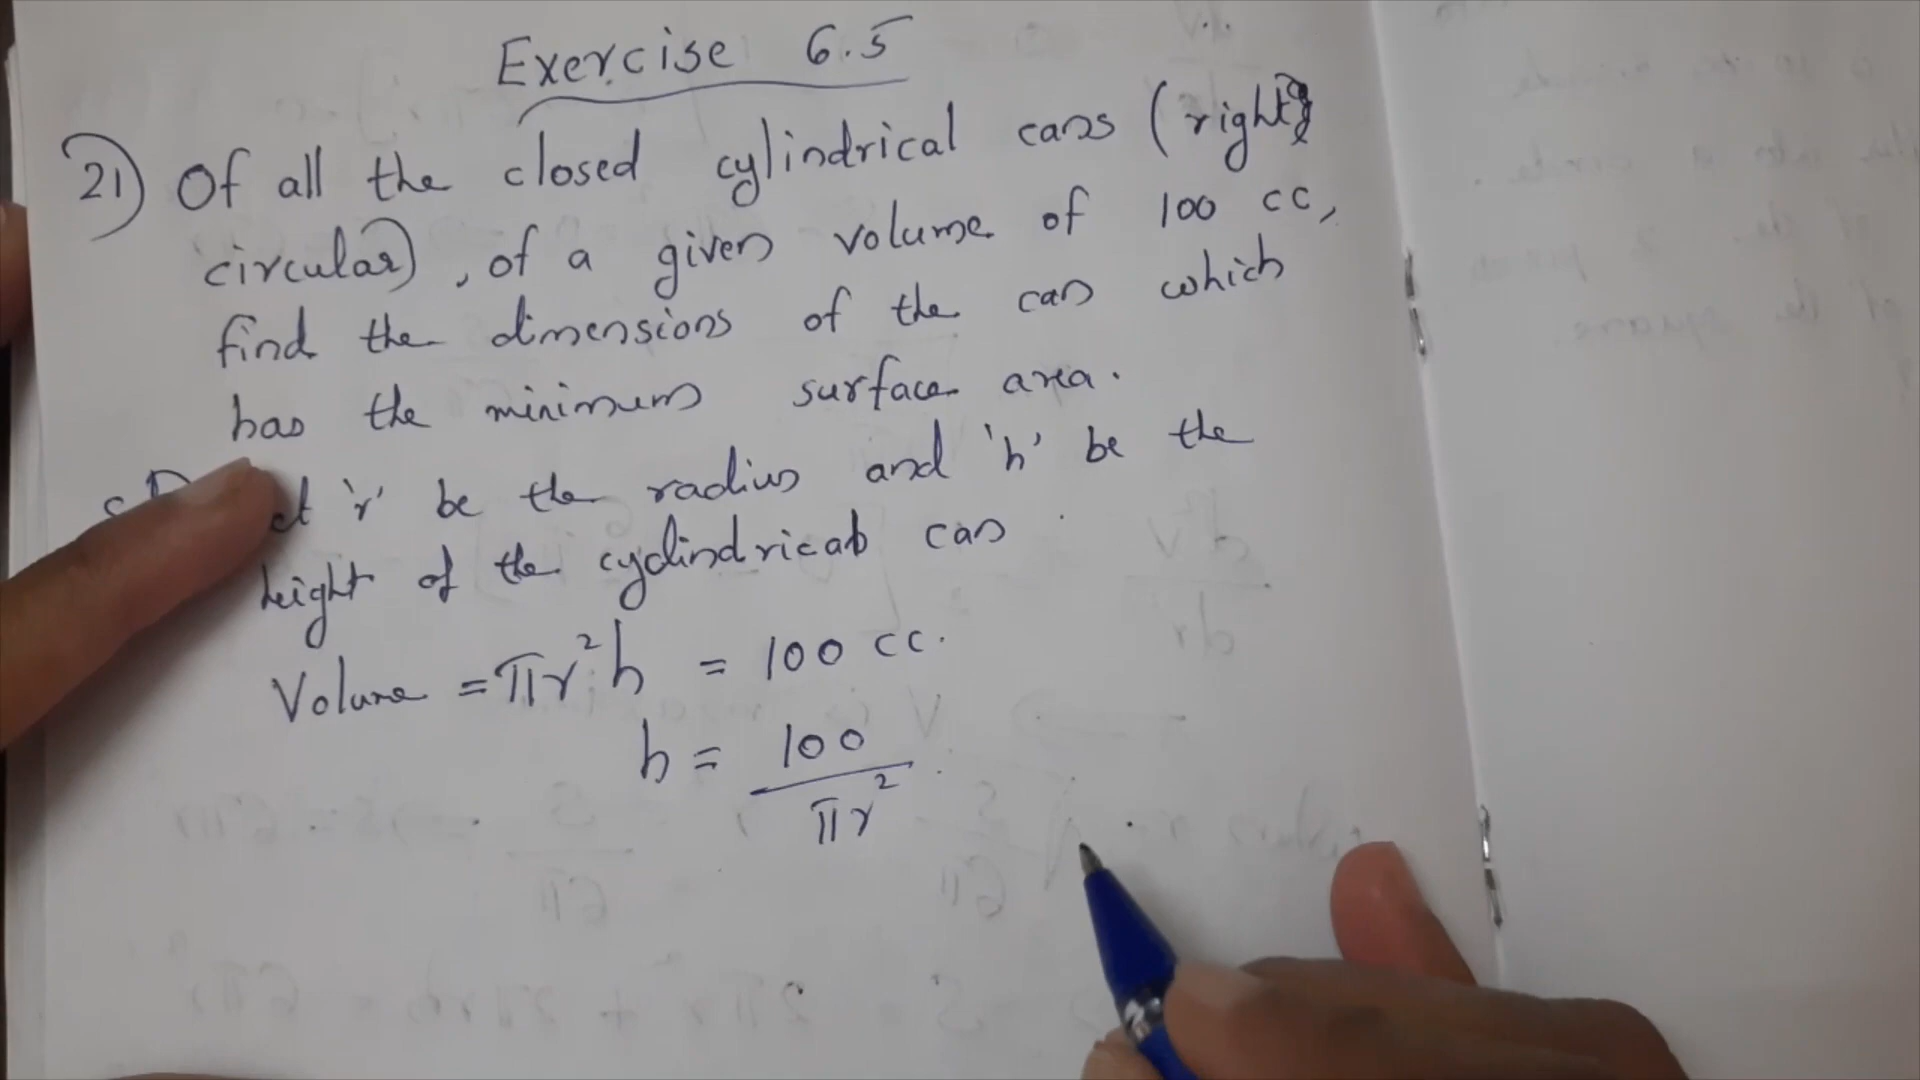 Exercise 6.5
21) Of all the closed cylindrical cans (right
circular), of a given volume of 100 cc,
find the dimensions of the can which
has the minimum surface area.
'r' be the radius and 'h' be the
height of the cyclindrical can
Volume = πr²h = 100 cc.
h = 100
πr²